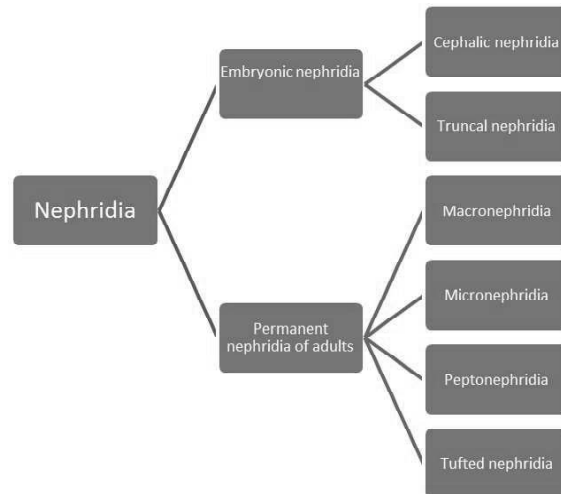 Nephridia
Embryonic nephridia
Cephalic nephridia
Truncal nephridia
Permanent
nephridia of adults
Macronephridia
Micronephridia
Peptonephridia
Tufted nephridia